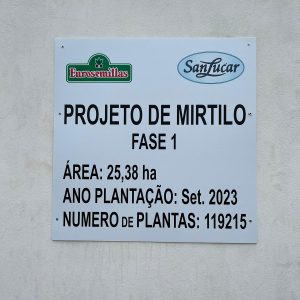 Eurosemillas
SanLucar
PROJETO DE MIRTILO
FASE 1
ÁREA: 25,38 ha
ANO PLANTAÇÃO: Set. 2023
NUMERO DE PLANTAS: 119215